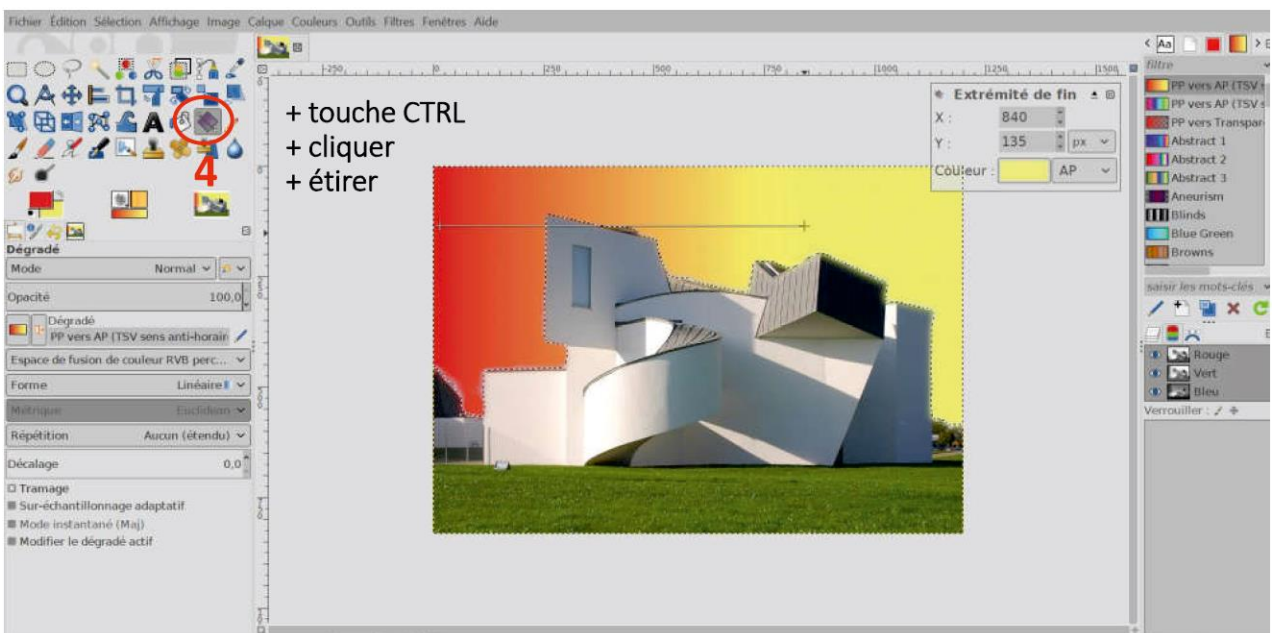 Fichier Édition Sélection Affichage Image Calque Couleurs Outils Filtres Fenêtres Aide
4
+ touche CTRL
+ cliquer
+ étirer
Extrémité de fin
X : 840
Y : 135 px
Couleur : AP
Dégradé
Mode Normal
Opacité 100,0
Dégradé
PP vers AP (TSV sens anti-horair
Espace de fusion de couleur RVB perc...
Forme Linéaire
Métrique Euclidean
Répétition Aucun (étendu)
Décalage 0,0
Tramage
Sur-échantillonnage adaptatif
Mode instantané (Maj)
Modifier le dégradé actif
Aa
filtre
PP vers AP (TSV s
PP vers AP (TSV s
PP vers Transpar
Abstract 1
Abstract 2
Abstract 3
Aneurism
Blinds
Blue Green
Browns
saisir les mots-clés
Rouge
Vert
Bleu
Verrouiller :